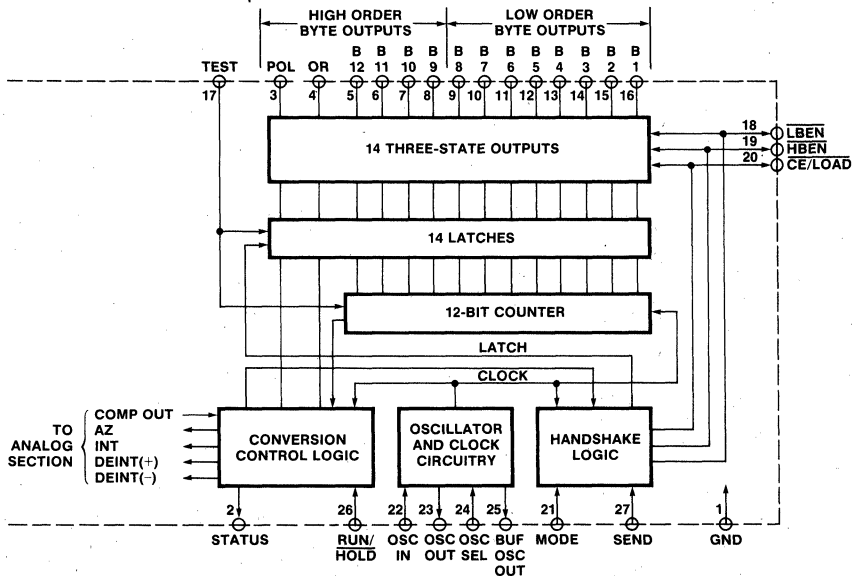 HIGH ORDER
BYTE OUTPUTS
LOW ORDER
BYTE OUTPUTS
TEST
POL
OR
B
12
B
11
B
10
B
9
B
8
B
7
B
6
B
5
B
4
B
3
B
2
B
1
17
3
4
5
6
7
8
9
10
11
12
13
14
15
16
14 THREE-STATE OUTPUTS
18
LBEN
19
HBEN
20
CE/LOAD
14 LATCHES
12-BIT COUNTER
LATCH
CLOCK
TO
ANALOG
SECTION
COMP OUT
AZ
INT
DEINT(+)
DEINT(-)
CONVERSION
CONTROL LOGIC
OSCILLATOR
AND CLOCK
CIRCUITRY
HANDSHAKE
LOGIC
2
26
22
23
24
25
21
27
1
STATUS
RUN/
HOLD
OSC
IN
OSC
OUT
OSC
SEL
BUF
OSC
OUT
MODE
SEND
GND